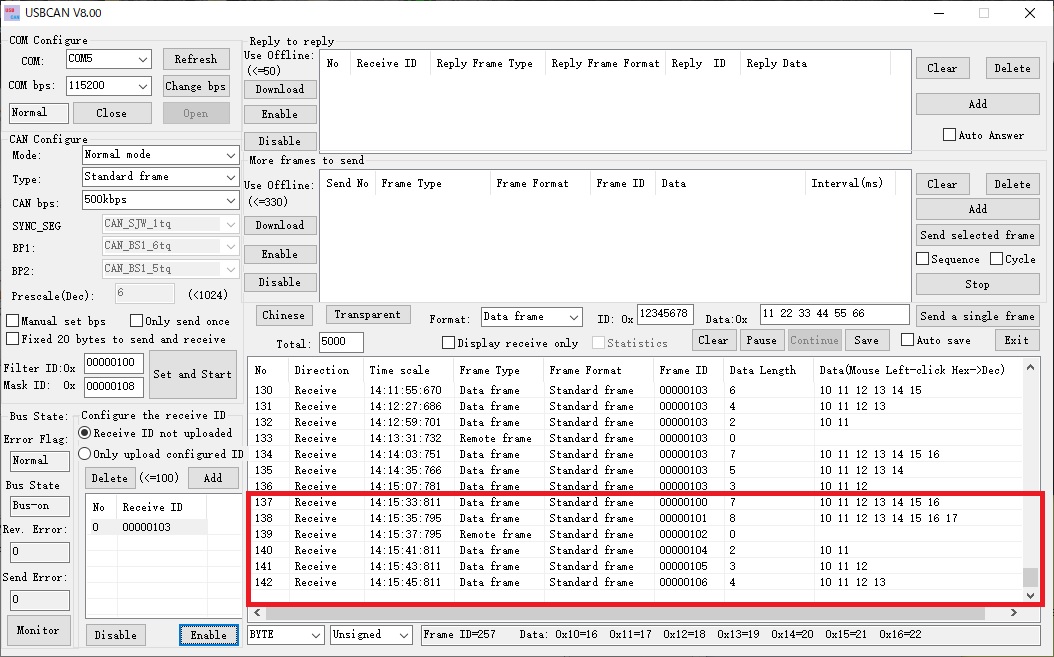 USBCAN V8.00
COM Configure
COM: COM5 Refresh
COM bps: 115200 Change bps
Normal Close Open
CAN Configure
Mode: Normal mode
Type: Standard frame
CAN bps: 500kbps
SYNC_SEG CAN_SJW_1tq
BP1: CAN_BS1_6tq
BP2: CAN_BS1_5tq
Prescale(Dec): 6 (<1024)
Manual set bps Only send once
Fixed 20 bytes to send and receive
Filter ID:0x 00000100
Mask ID: 0x 00000108
Set and Start
Bus State:
Error Flag:
Normal
Bus State
Bus-on
Rev. Error:
0
Send Error:
0
Monitor
Configure the receive ID
Receive ID not uploaded
Only upload configured ID
Delete (<=100) Add
No Receive ID
0 00000103
Disable Enable
Reply to reply
Use Offline:
(<=50)
Download
Enable
Disable
No Receive ID Reply Frame Type Reply Frame Format Reply ID Reply Data
Clear Delete
Add
Auto Answer
More frames to send
Use Offline:
(<=330)
Download
Enable
Disable
Send No Frame Type Frame Format Frame ID Data Interval(ms)
Clear Delete
Add
Send selected frame
Sequence Cycle
Stop
Chinese Transparent Format: Data frame ID: 0x 12345678 Data:0x 11 22 33 44 55 66 Send a single frame
Total: 5000 Display receive only Statistics Clear Pause Continue Save Auto save Exit
No Direction Time scale Frame Type Frame Format Frame ID Data Length Data(Mouse Left-click Hex->Dec)
130 Receive 14:11:55:670 Data frame Standard frame 00000103 6 10 11 12 13 14 15
131 Receive 14:12:27:686 Data frame Standard frame 00000103 4 10 11 12 13
132 Receive 14:12:59:701 Data frame Standard frame 00000103 2 10 11
133 Receive 14:13:31:732 Remote frame Standard frame 00000103 0
134 Receive 14:14:03:751 Data frame Standard frame 00000103 7 10 11 12 13 14 15 16
135 Receive 14:14:35:766 Data frame Standard frame 00000103 5 10 11 12 13 14
136 Receive 14:15:07:781 Data frame Standard frame 00000103 3 10 11 12
137 Receive 14:15:33:811 Data frame Standard frame 00000100 7 10 11 12 13 14 15 16
138 Receive 14:15:35:795 Data frame Standard frame 00000101 8 10 11 12 13 14 15 16 17
139 Receive 14:15:37:795 Remote frame Standard frame 00000102 0
140 Receive 14:15:41:811 Data frame Standard frame 00000104 2 10 11
141 Receive 14:15:43:811 Data frame Standard frame 00000105 3 10 11 12
142 Receive 14:15:45:811 Data frame Standard frame 00000106 4 10 11 12 13
BYTE Unsigned Frame ID=257 Data: 0x10=16 0x11=17 0x12=18 0x13=19 0x14=20 0x15=21 0x16=22